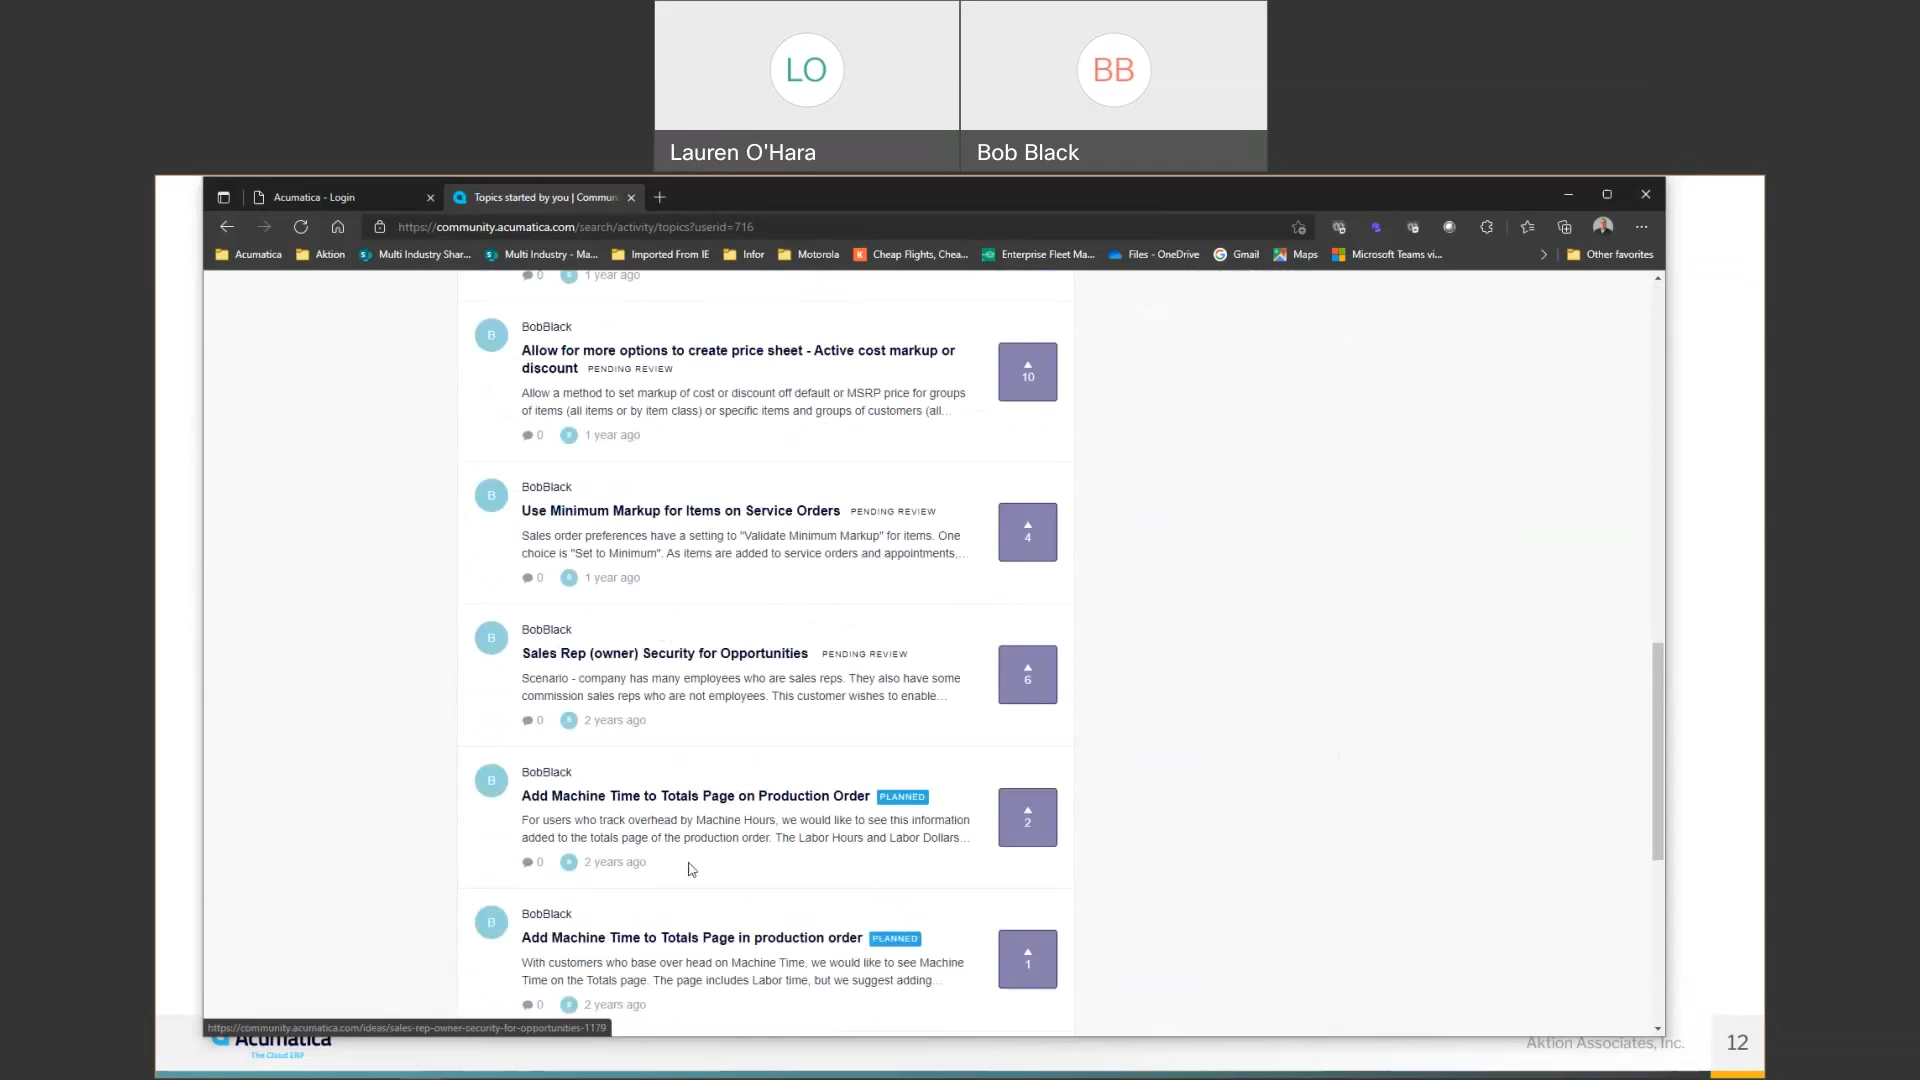 LO
BB
Lauren O'Hara
Bob Black
Acumatica - Login
Topics started by you | Commun
https://community.acumatica.com/search/activity/topics?userid=716
Acumatica
Aktion
Multi Industry Shar...
Multi Industry - Ma...
Imported From IE
Infor
Motorola
Cheap Flights, Chea...
Enterprise Fleet Ma...
Files - OneDrive
Gmail
Maps
Microsoft Teams vi...
Other favorites
0
1 year ago
B
BobBlack
Allow for more options to create price sheet - Active cost markup or
discount PENDING REVIEW
Allow a method to set markup of cost or discount off default or MSRP price for groups
of items (all items or by item class) or specific items and groups of customers (all...
10
0
1 year ago
B
BobBlack
Use Minimum Markup for Items on Service Orders PENDING REVIEW
Sales order preferences have a setting to "Validate Minimum Markup" for items. One
choice is "Set to Minimum". As items are added to service orders and appointments,...
4
0
1 year ago
B
BobBlack
Sales Rep (owner) Security for Opportunities PENDING REVIEW
Scenario - company has many employees who are sales reps. They also have some
commission sales reps who are not employees. This customer wishes to enable...
6
0
2 years ago
B
BobBlack
Add Machine Time to Totals Page on Production Order PLANNED
For users who track overhead by Machine Hours, we would like to see this information
added to the totals page of the production order. The Labor Hours and Labor Dollars...
2
0
2 years ago
B
BobBlack
Add Machine Time to Totals Page in production order PLANNED
With customers who base over head on Machine Time, we would like to see Machine
Time on the Totals page. The page includes Labor time, but we suggest adding...
1
0
2 years ago
https://community.acumatica.com/ideas/sales-rep-owner-security-for-opportunities-1179
Acumatica
The Cloud ERP
Aktion Associates, Inc.
12